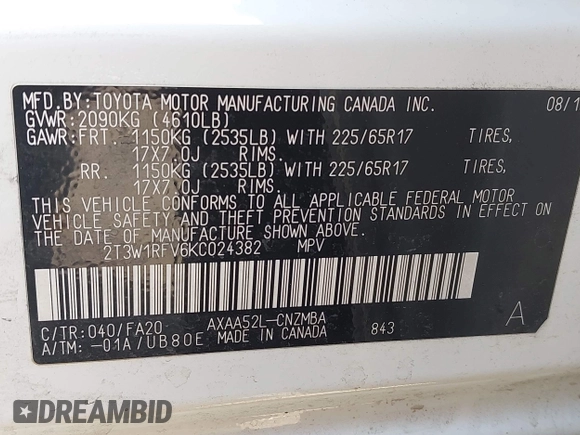 MFD.BY:TOYOTA MOTOR MANUFACTURING CANADA INC. 08/1
GVWR:2090KG (4610LB)
GAWR:FRT. 1150KG (2535LB) WITH 225/65R17 TIRES,
17X7.0J RIMS.
RR. 1150KG (2535LB) WITH 225/65R17 TIRES,
17X7.0J RIMS.
THIS VEHICLE CONFORMS TO ALL APPLICABLE FEDERAL MOTOR
VEHICLE SAFETY AND THEFT PREVENTION STANDARDS IN EFFECT ON
THE DATE OF MANUFACTURE SHOWN ABOVE.
2T3W1RFV6KC024382 MPV
C/TR:040/FA20 AXAA52L-CNZMBA 843 A
A/TM:-01A/UB80E MADE IN CANADA
DREAMBID